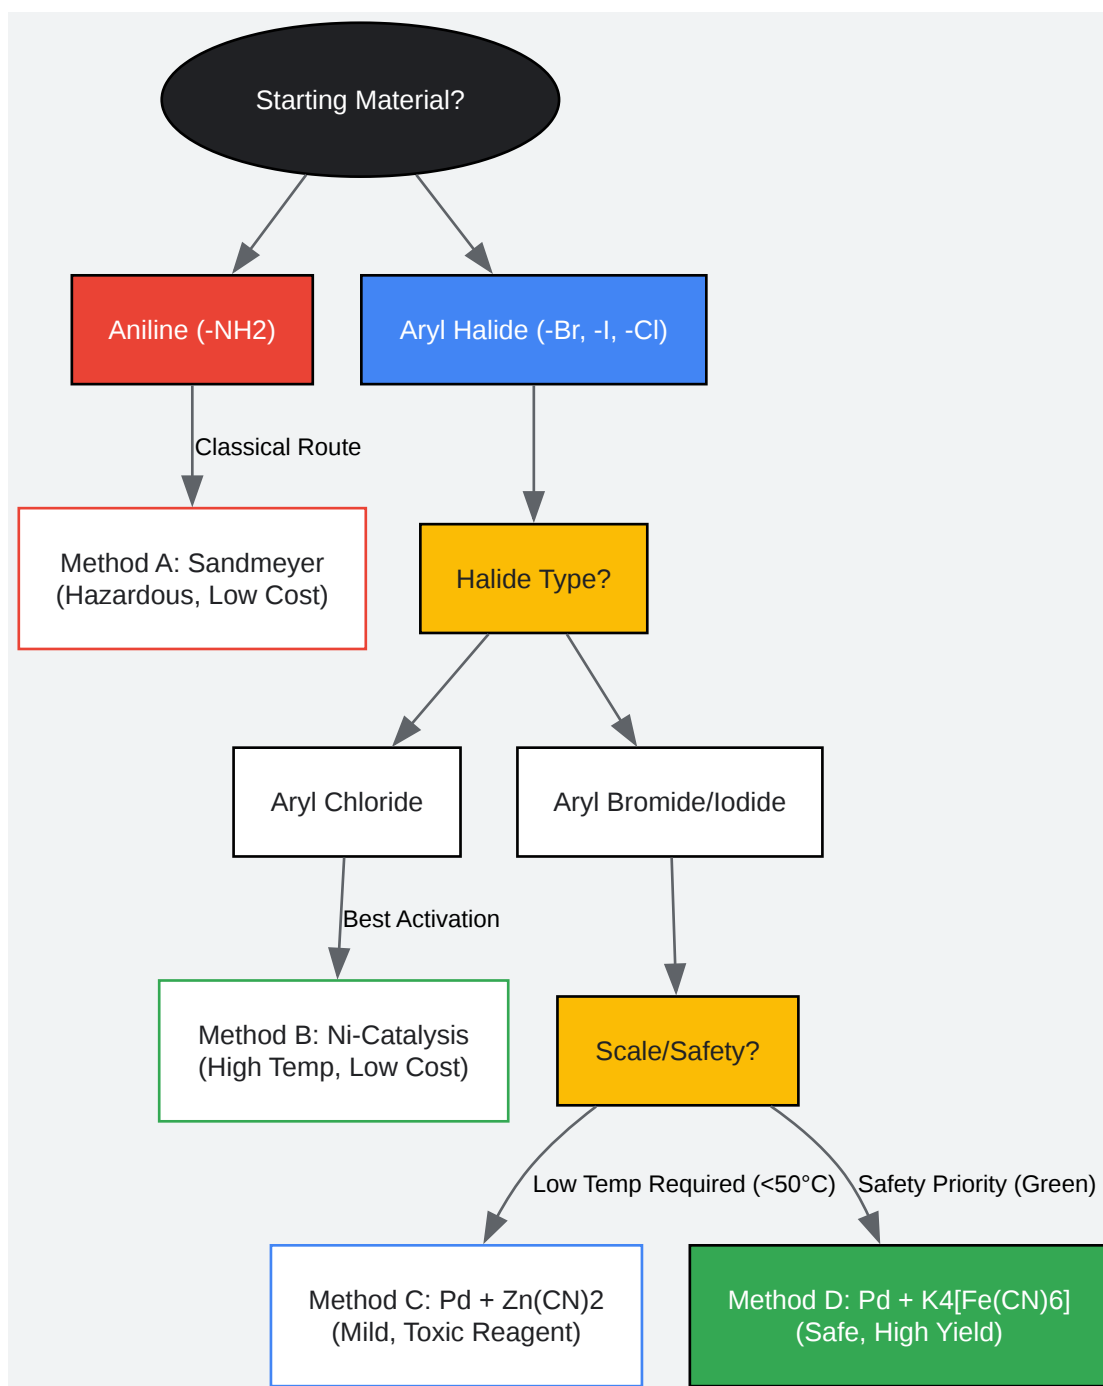 Starting Material?
Aniline (-NH2)
Aryl Halide (-Br, -I, -Cl)
Classical Route
Method A: Sandmeyer
(Hazardous, Low Cost)
Halide Type?
Aryl Chloride
Aryl Bromide/Iodide
Best Activation
Method B: Ni-Catalysis
(High Temp, Low Cost)
Scale/Safety?
Low Temp Required (<50°C)
Safety Priority (Green)
Method C: Pd + Zn(CN)2
(Mild, Toxic Reagent)
Method D: Pd + K4[Fe(CN)6]
(Safe, High Yield)